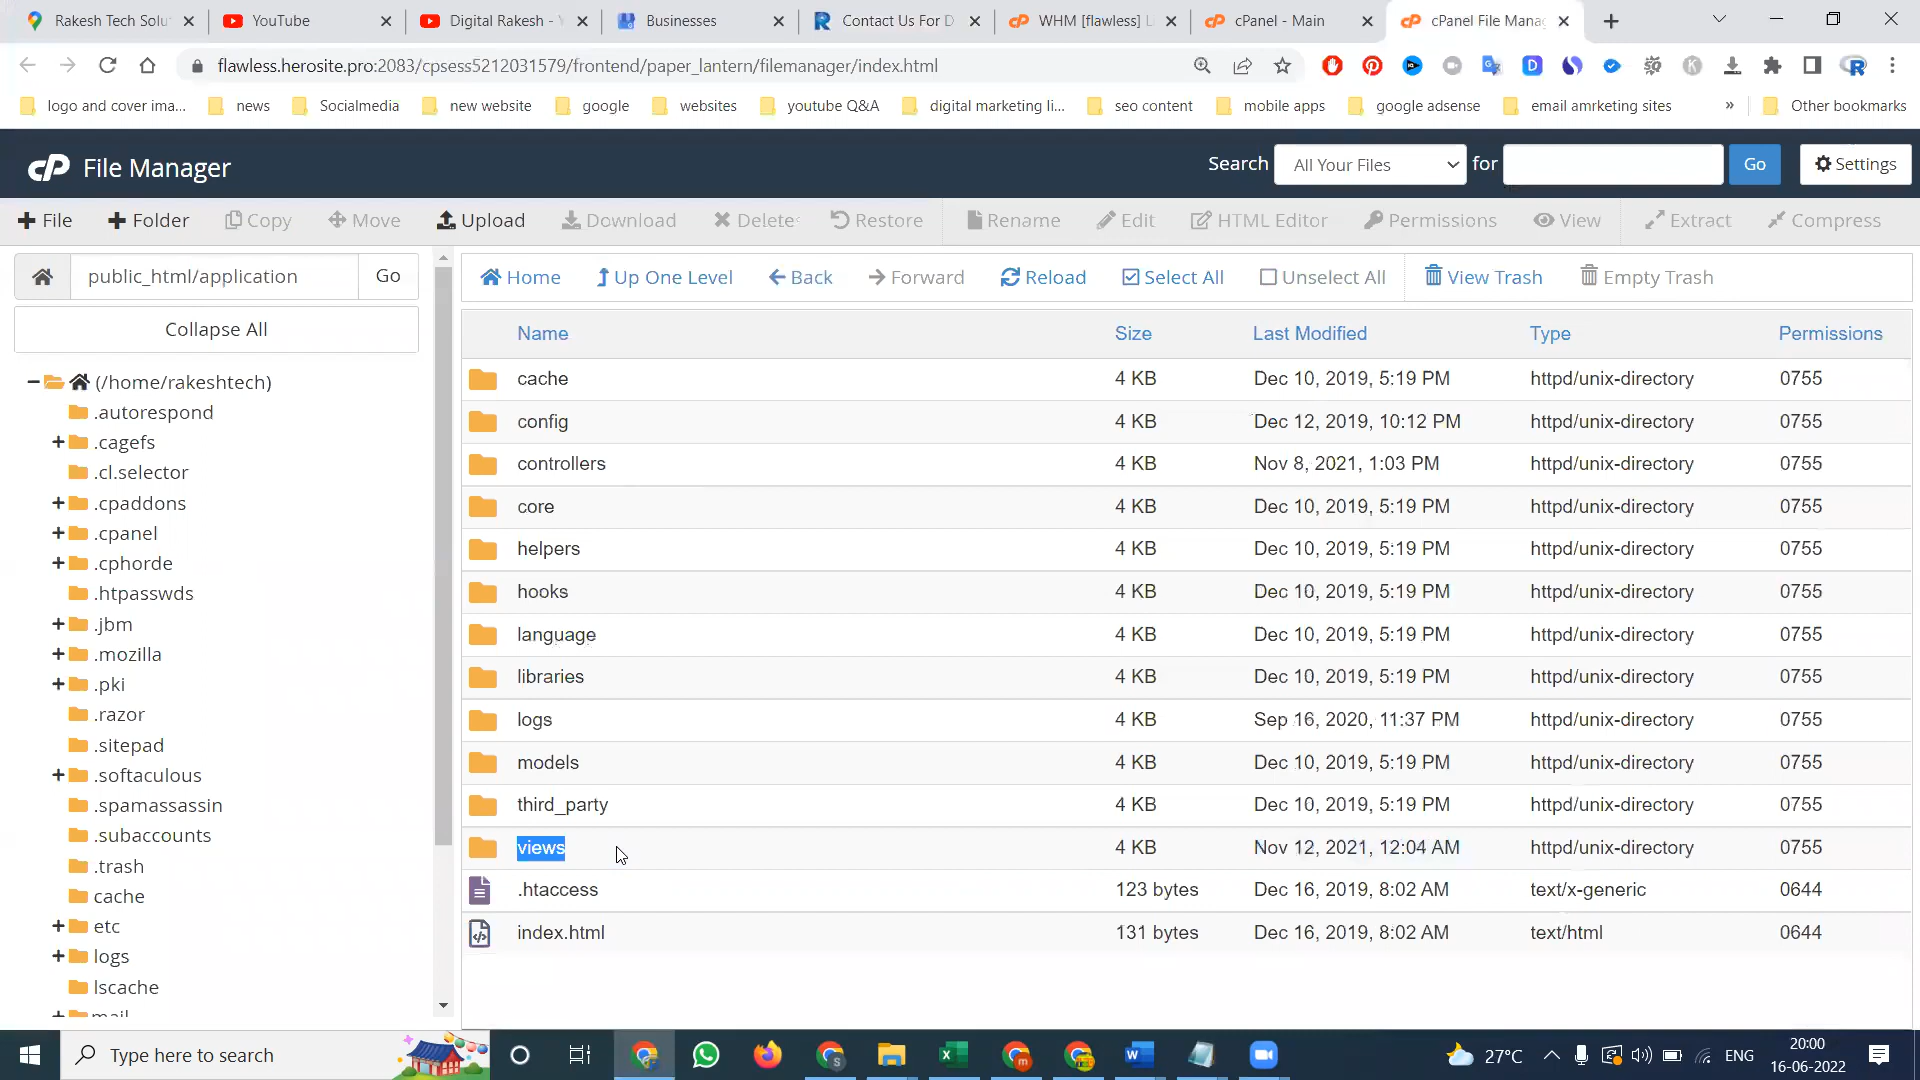 Rakesh Tech Solu
YouTube
Digital Rakesh -
Businesses
Contact Us For D
WHM [flawless] L
cPanel - Main
cPanel File Mana
flawless.herosite.pro:2083/cpsess5212031579/frontend/paper_lantern/filemanager/index.html
logo and cover ima...
news
Socialmedia
new website
google
websites
youtube Q&A
digital marketing li...
seo content
mobile apps
google adsense
email amrketing sites
»
Other bookmarks
cP File Manager
Search All Your Files for Go Settings
File Folder Copy Move Upload Download Delete Restore Rename Edit HTML Editor Permissions View Extract Compress
public_html/application Go
Collapse All
(/home/rakeshtech)
.autorespond
.cagefs
.cl.selector
.cpaddons
.cpanel
.cphorde
.htpasswds
.jbm
.mozilla
.pki
.razor
.sitepad
.softaculous
.spamassassin
.subaccounts
.trash
cache
etc
logs
lscache
mail
Home Up One Level Back Forward Reload Select All Unselect All View Trash Empty Trash
Name Size Last Modified Type Permissions
cache 4 KB Dec 10, 2019, 5:19 PM httpd/unix-directory 0755
config 4 KB Dec 12, 2019, 10:12 PM httpd/unix-directory 0755
controllers 4 KB Nov 8, 2021, 1:03 PM httpd/unix-directory 0755
core 4 KB Dec 10, 2019, 5:19 PM httpd/unix-directory 0755
helpers 4 KB Dec 10, 2019, 5:19 PM httpd/unix-directory 0755
hooks 4 KB Dec 10, 2019, 5:19 PM httpd/unix-directory 0755
language 4 KB Dec 10, 2019, 5:19 PM httpd/unix-directory 0755
libraries 4 KB Dec 10, 2019, 5:19 PM httpd/unix-directory 0755
logs 4 KB Sep 16, 2020, 11:37 PM httpd/unix-directory 0755
models 4 KB Dec 10, 2019, 5:19 PM httpd/unix-directory 0755
third_party 4 KB Dec 10, 2019, 5:19 PM httpd/unix-directory 0755
views 4 KB Nov 12, 2021, 12:04 AM httpd/unix-directory 0755
.htaccess 123 bytes Dec 16, 2019, 8:02 AM text/x-generic 0644
index.html 131 bytes Dec 16, 2019, 8:02 AM text/html 0644
Type here to search
27°C
ENG
20:00
16-06-2022